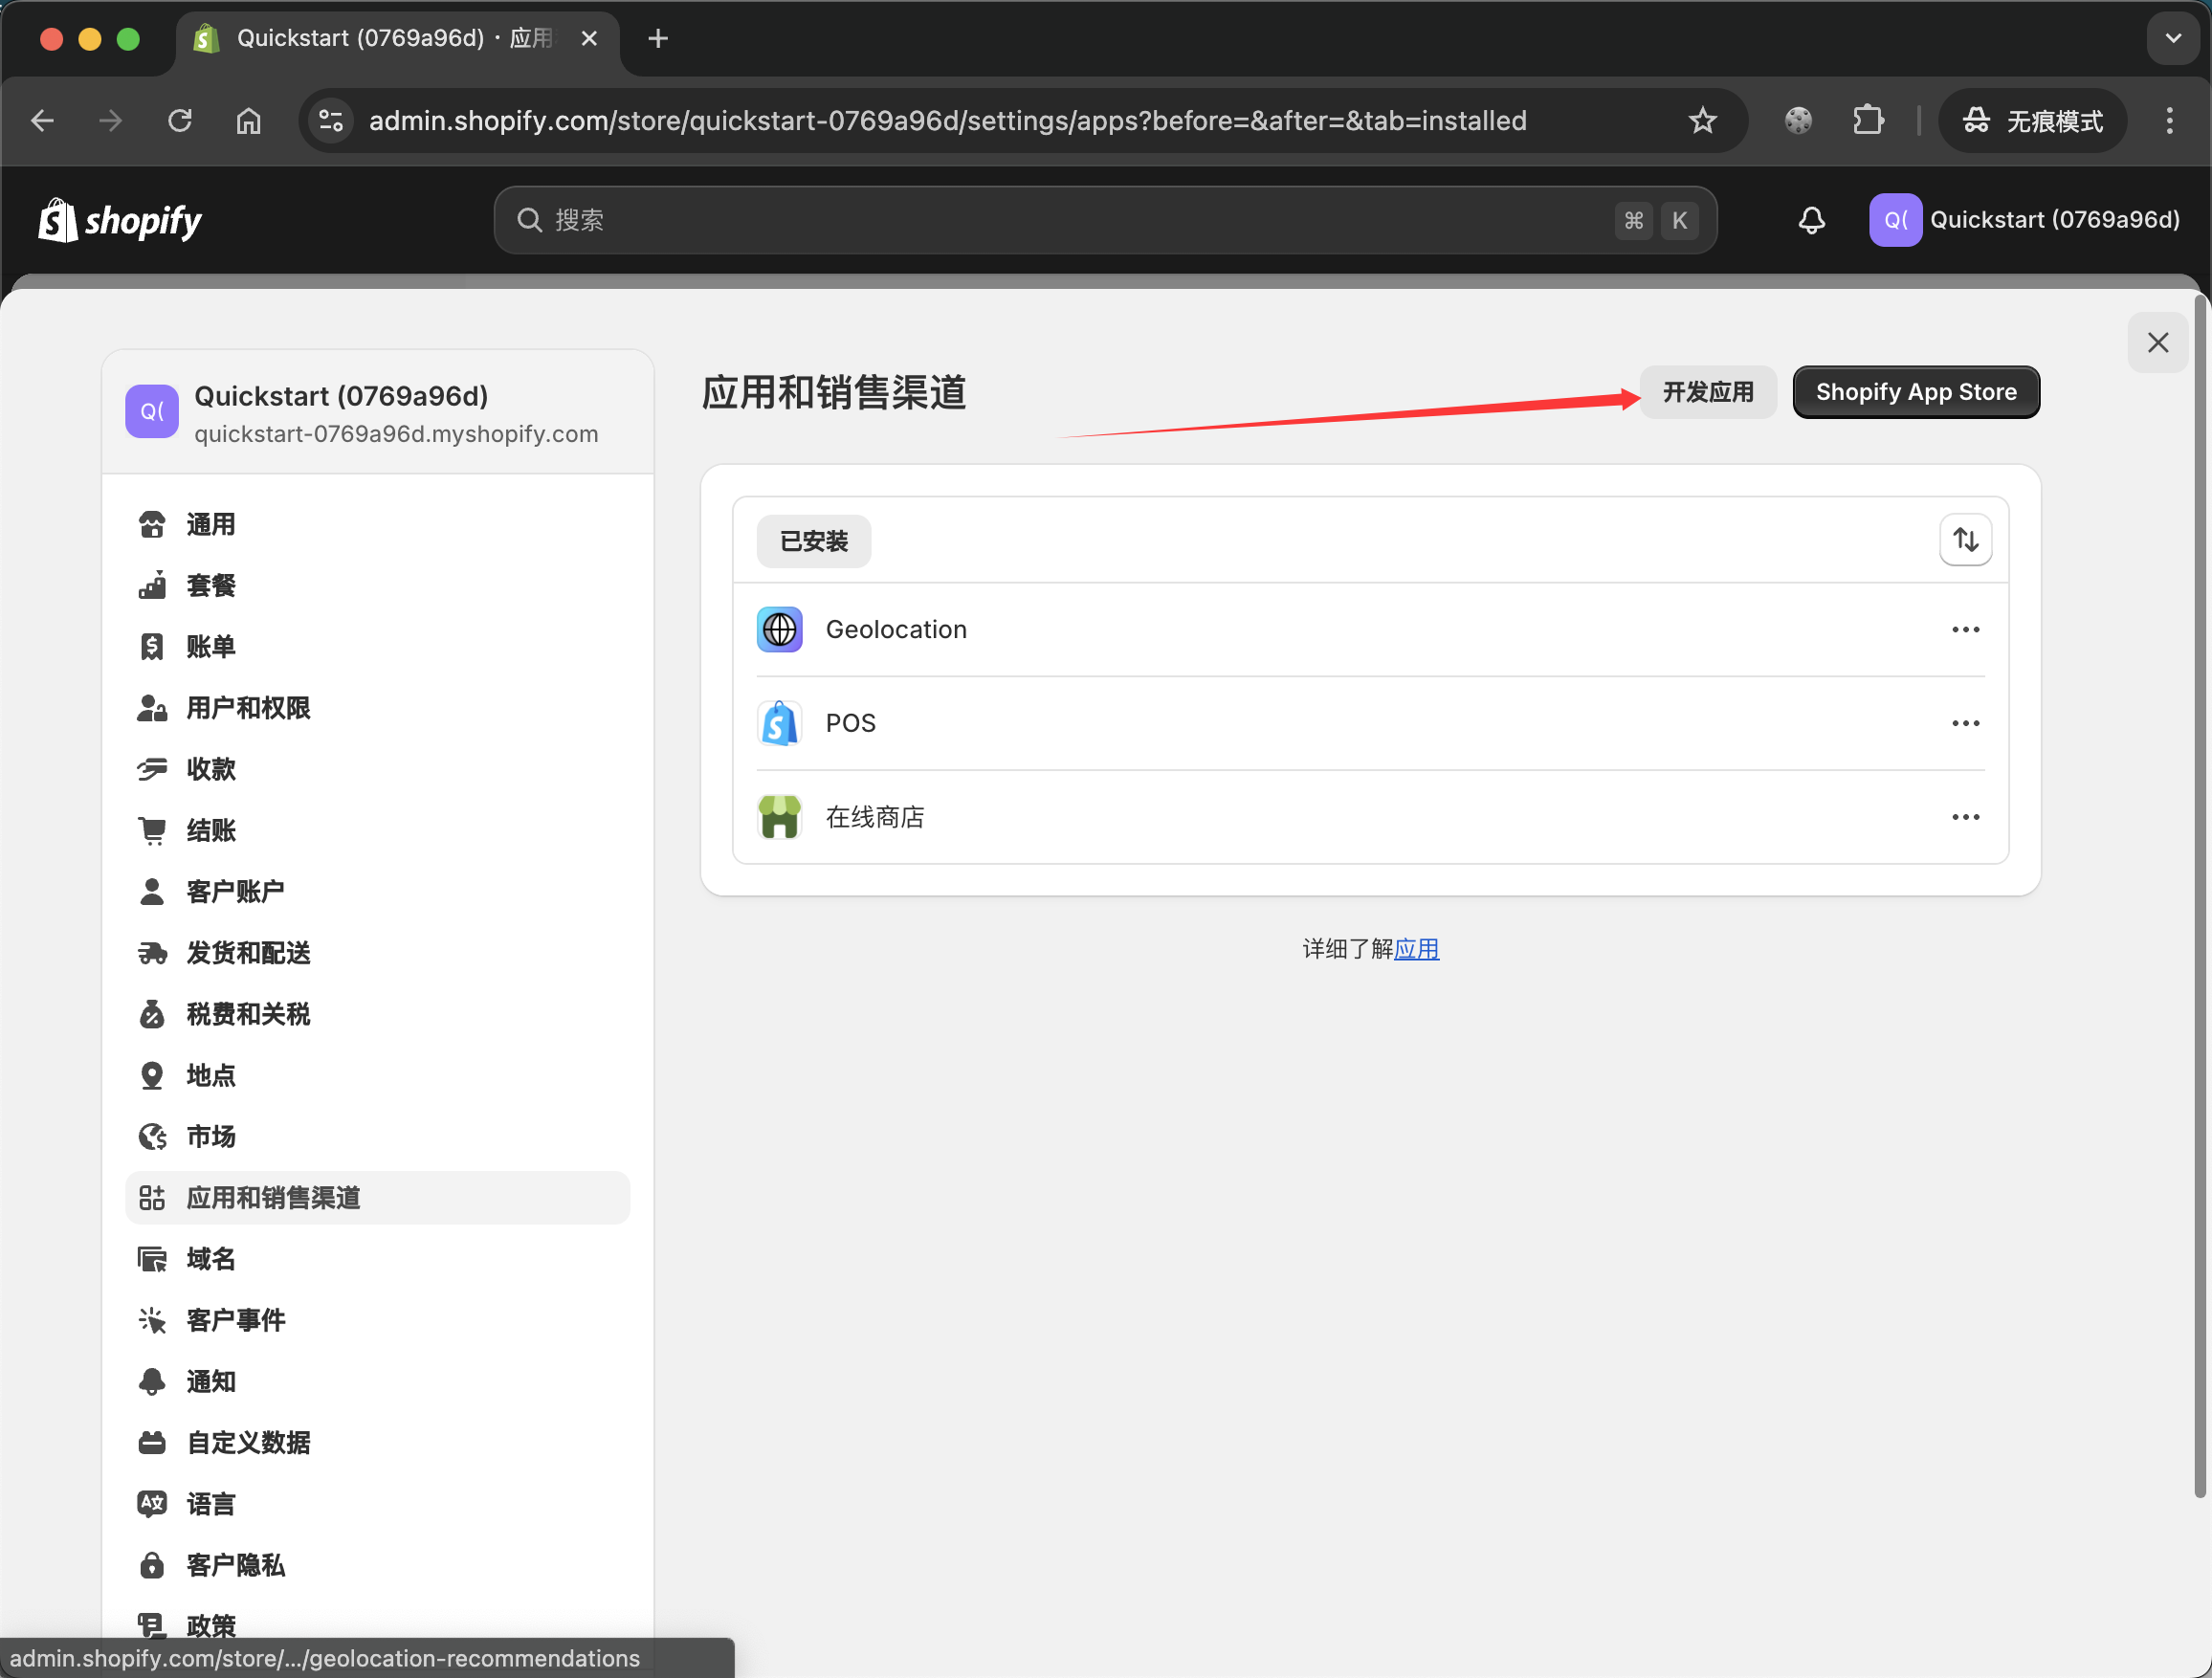 Quickstart (0769a96d) · 应用
admin.shopify.com/store/quickstart-0769a96d/settings/apps?before=&after=&tab=installed
无痕模式
shopify
搜索
⌘ K
Q(
Quickstart (0769a96d)
Q(
Quickstart (0769a96d)
quickstart-0769a96d.myshopify.com
通用
套餐
账单
用户和权限
收款
结账
客户账户
发货和配送
税费和关税
地点
市场
应用和销售渠道
域名
客户事件
通知
自定义数据
语言
客户隐私
政策
应用和销售渠道
开发应用
Shopify App Store
已安装
Geolocation
POS
在线商店
详细了解应用
admin.shopify.com/store/.../geolocation-recommendations